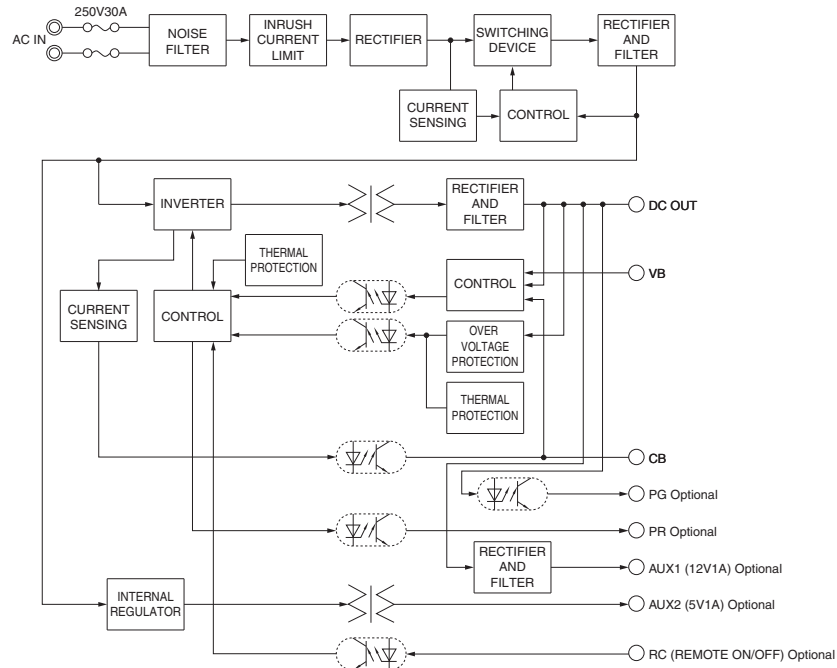 250V30A
AC IN
NOISE
FILTER
INRUSH
CURRENT
LIMIT
RECTIFIER
SWITCHING
DEVICE
RECTIFIER
AND
FILTER
CURRENT
SENSING
CONTROL
INVERTER
RECTIFIER
AND
FILTER
DC OUT
THERMAL
PROTECTION
CONTROL
VB
CURRENT
SENSING
CONTROL
OVER
VOLTAGE
PROTECTION
THERMAL
PROTECTION
CB
PG Optional
PR Optional
RECTIFIER
AND
FILTER
AUX1 (12V1A) Optional
INTERNAL
REGULATOR
AUX2 (5V1A) Optional
RC (REMOTE ON/OFF) Optional